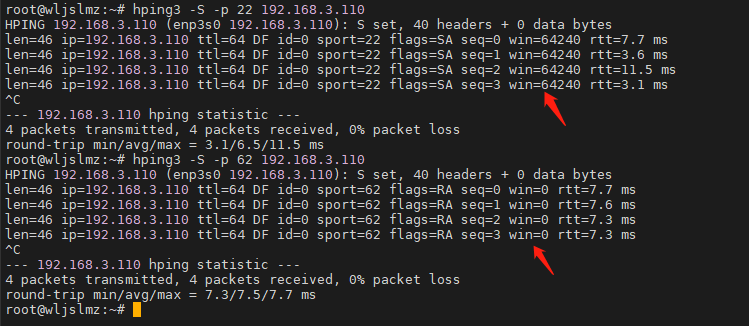 root@wljslmz:~# hping3 -S -p 22 192.168.3.110
HPING 192.168.3.110 (enp3s0 192.168.3.110): S set, 40 headers + 0 data bytes
len=46 ip=192.168.3.110 ttl=64 DF id=0 sport=22 flags=SA seq=0 win=64240 rtt=7.7 ms
len=46 ip=192.168.3.110 ttl=64 DF id=0 sport=22 flags=SA seq=1 win=64240 rtt=3.6 ms
len=46 ip=192.168.3.110 ttl=64 DF id=0 sport=22 flags=SA seq=2 win=64240 rtt=11.5 ms
len=46 ip=192.168.3.110 ttl=64 DF id=0 sport=22 flags=SA seq=3 win=64240 rtt=3.1 ms
^C
--- 192.168.3.110 hping statistic ---
4 packets transmitted, 4 packets received, 0% packet loss
round-trip min/avg/max = 3.1/6.5/11.5 ms
root@wljslmz:~# hping3 -S -p 62 192.168.3.110
HPING 192.168.3.110 (enp3s0 192.168.3.110): S set, 40 headers + 0 data bytes
len=46 ip=192.168.3.110 ttl=64 DF id=0 sport=62 flags=RA seq=0 win=0 rtt=7.7 ms
len=46 ip=192.168.3.110 ttl=64 DF id=0 sport=62 flags=RA seq=1 win=0 rtt=7.6 ms
len=46 ip=192.168.3.110 ttl=64 DF id=0 sport=62 flags=RA seq=2 win=0 rtt=7.3 ms
len=46 ip=192.168.3.110 ttl=64 DF id=0 sport=62 flags=RA seq=3 win=0 rtt=7.3 ms
^C
--- 192.168.3.110 hping statistic ---
4 packets transmitted, 4 packets received, 0% packet loss
round-trip min/avg/max = 7.3/7.5/7.7 ms
root@wljslmz:~#